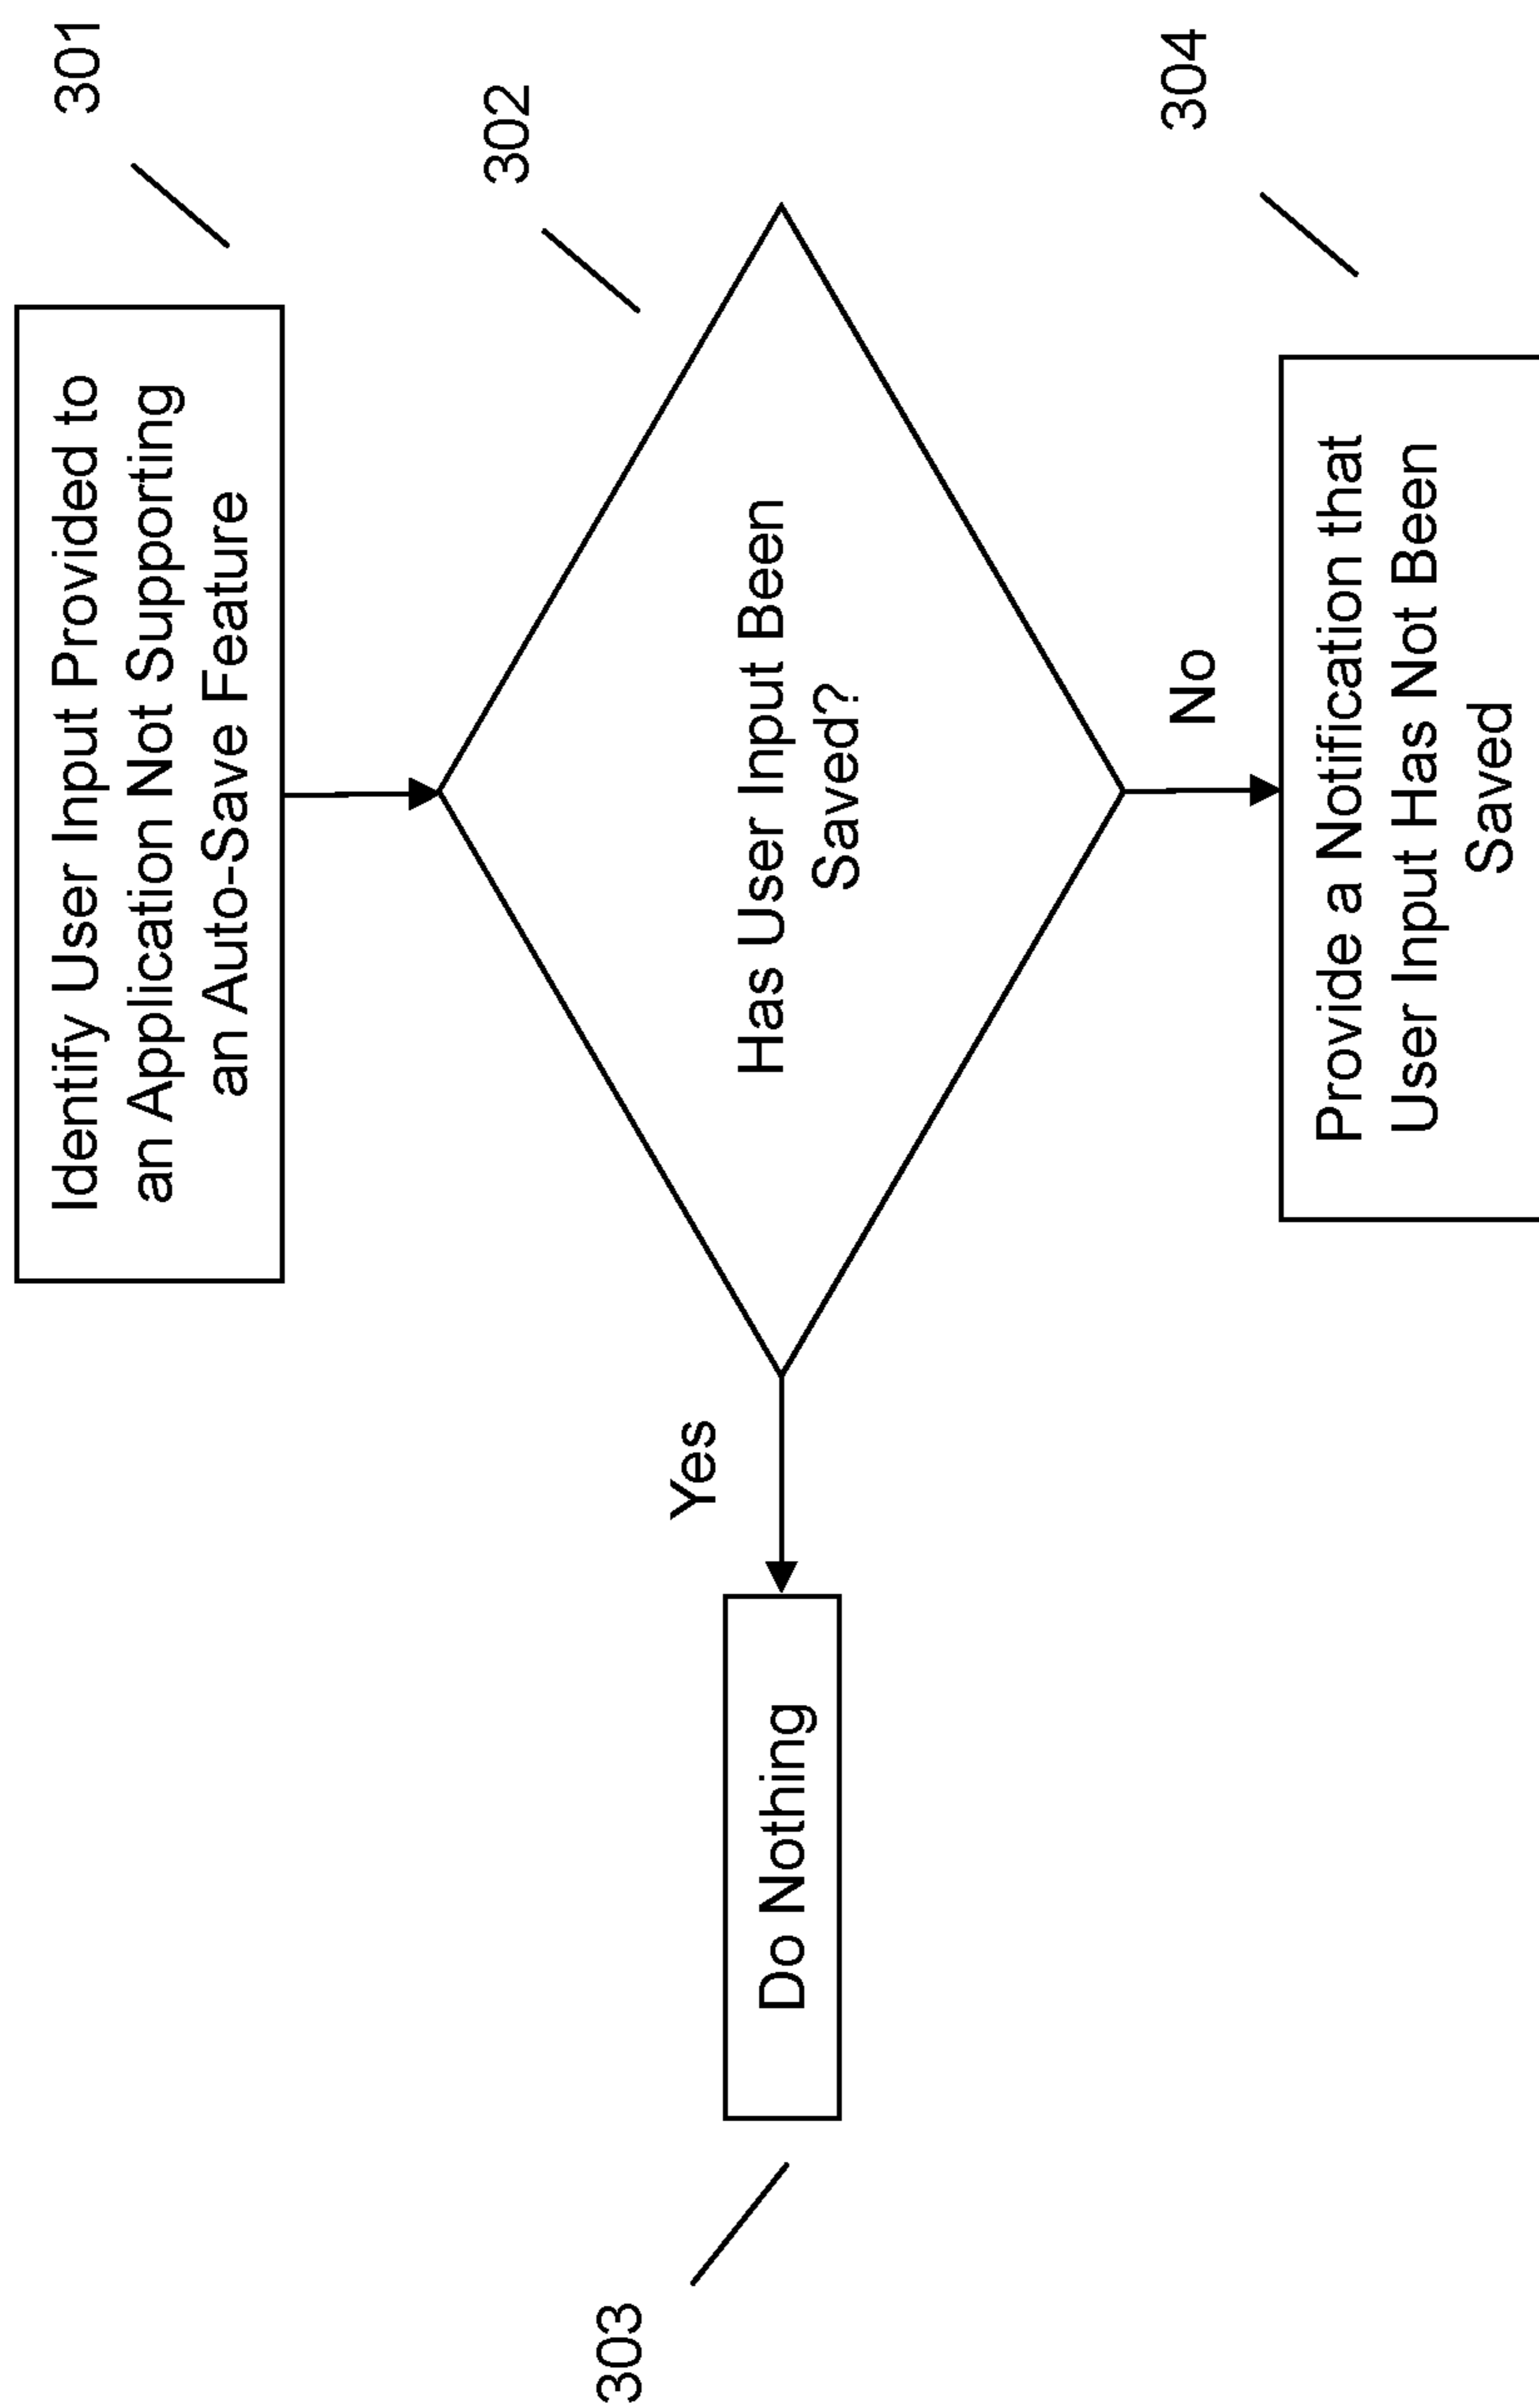 301
Identify User Input Provided to
an Application Not Supporting
an Auto-Save Feature
302
Has User Input Been
Saved?
Yes
303
Do Nothing
No
304
Provide a Notification that
User Input Has Not Been
Saved